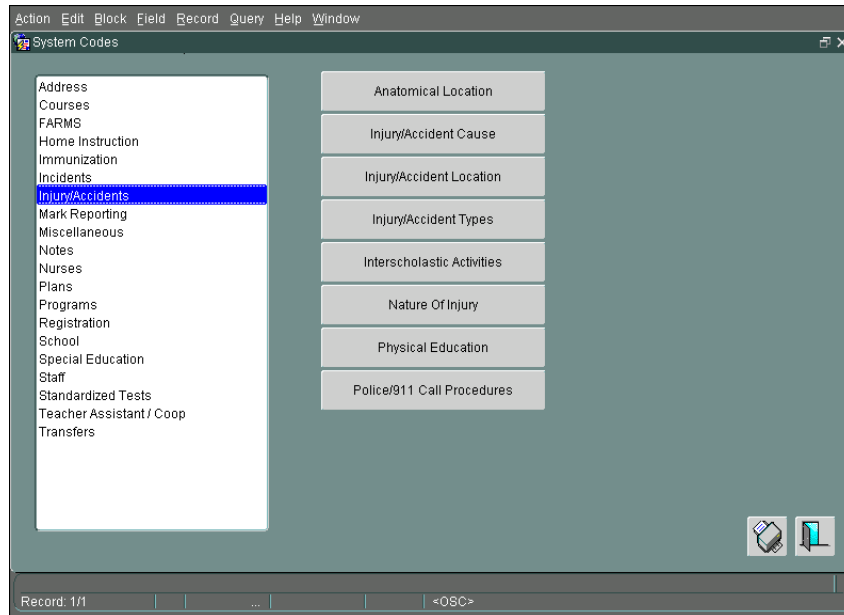 Action Edit Block Field Record Query Help Window
System Codes
Address
Courses
FARMS
Home Instruction
Immunization
Incidents
Injury/Accidents
Mark Reporting
Miscellaneous
Notes
Nurses
Plans
Programs
Registration
School
Special Education
Staff
Standardized Tests
Teacher Assistant / Coop
Transfers
Anatomical Location
Injury/Accident Cause
Injury/Accident Location
Injury/Accident Types
Interscholastic Activities
Nature Of Injury
Physical Education
Police/911 Call Procedures
Record: 1/1 ... <OSC>